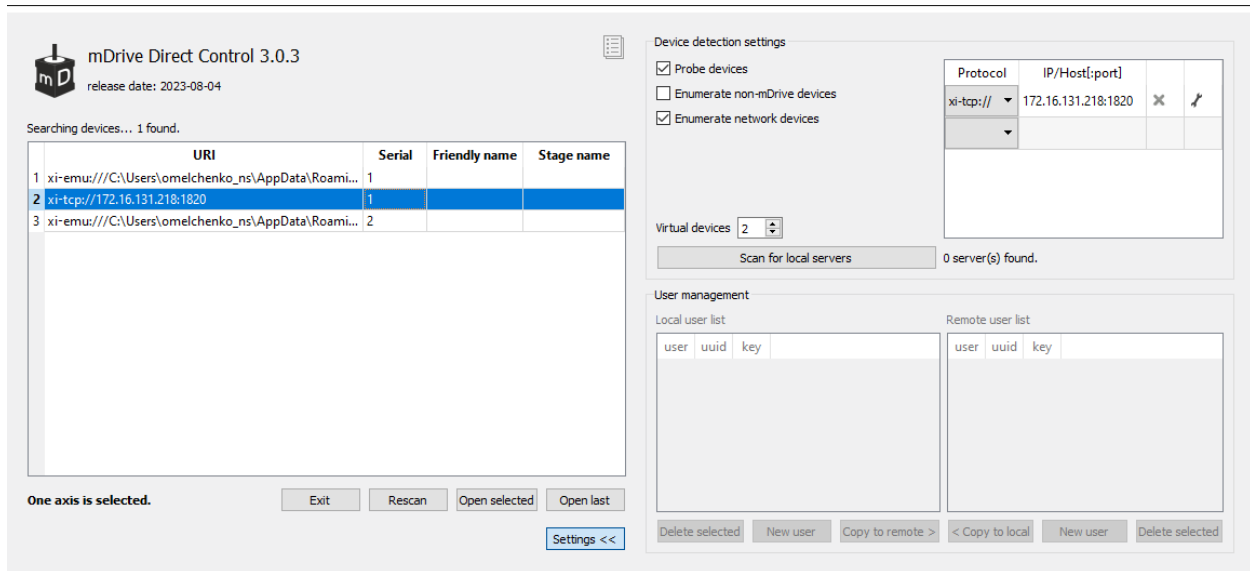 mDrive Direct Control 3.0.3
mD
release date: 2023-08-04
Searching devices... 1 found.
URI Serial Friendly name Stage name
1 xi-emu:///C:\Users\omelchenko_ns\AppData\Roami... 1
2 xi-tcp://172.16.131.218:1820 1
3 xi-emu:///C:\Users\omelchenko_ns\AppData\Roami... 2
One axis is selected.
Exit Rescan Open selected Open last
Settings <<
Device detection settings
Probe devices
Enumerate non-mDrive devices
Enumerate network devices
Protocol IP/Host[:port]
xi-tcp:// 172.16.131.218:1820
Virtual devices 2
Scan for local servers 0 server(s) found.
User management
Local user list Remote user list
user uuid key user uuid key
Delete selected New user Copy to remote > < Copy to local New user Delete selected